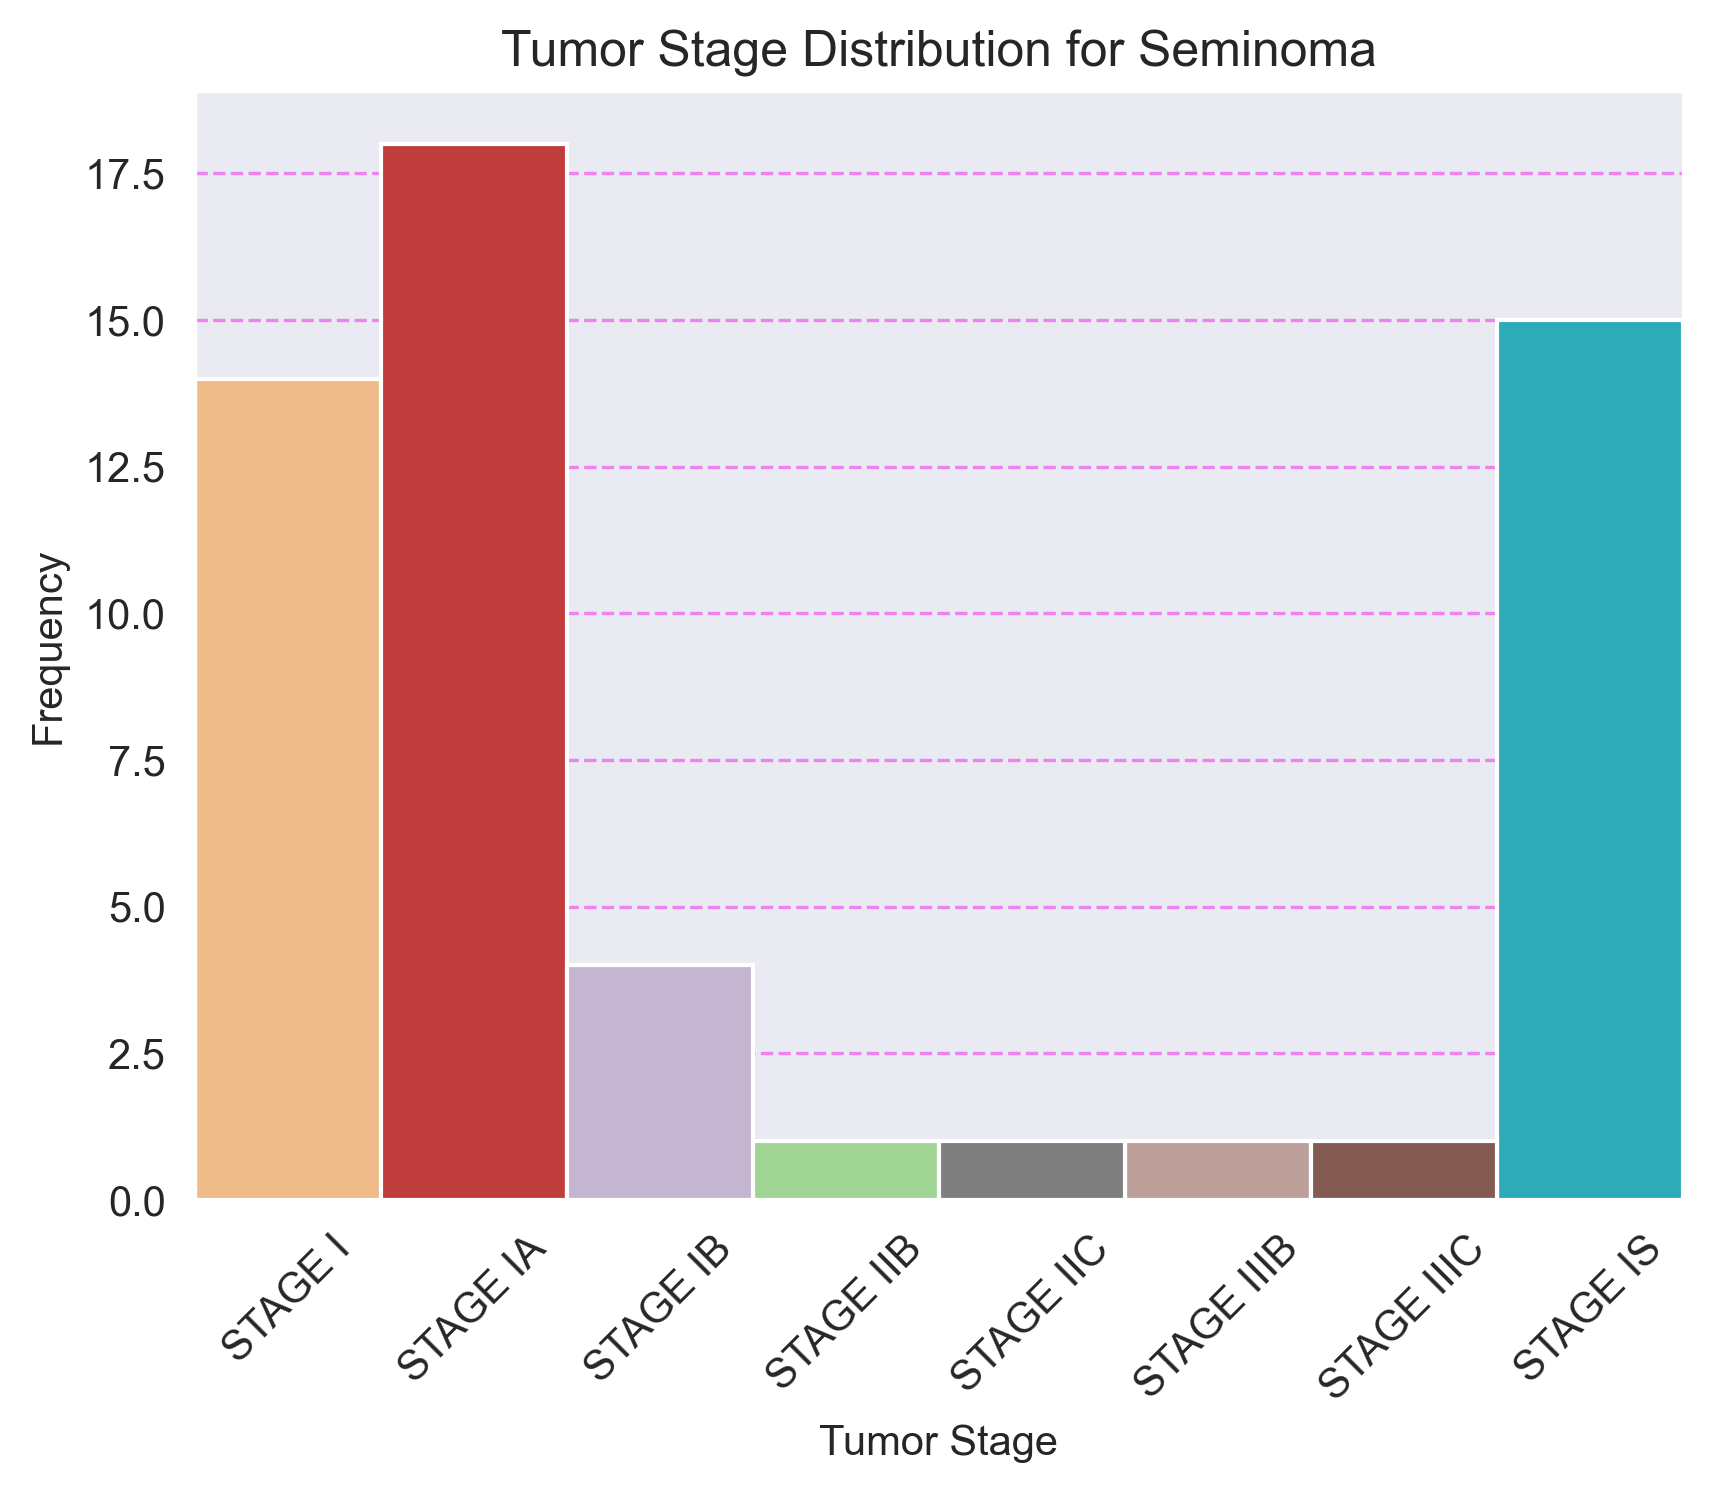 Tumor Stage Distribution for Seminoma
Frequency
17.5
15.0
12.5
10.0
7.5
5.0
2.5
0.0
STAGE I
STAGE IA
STAGE IB
STAGE IIB
STAGE IIC
STAGE IIIB
STAGE IIIC
STAGE IS
Tumor Stage